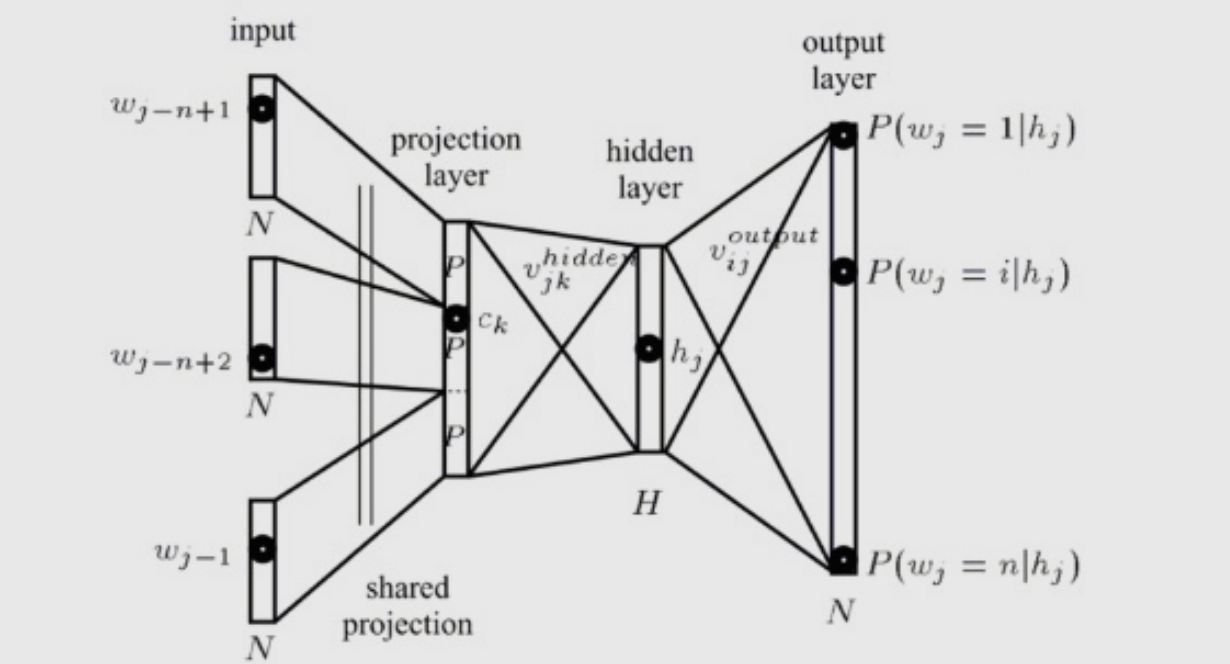 input
output
layer
w_{j-n+1}
P(w_j = 1|h_j)
projection
layer
hidden
layer
N
v_{jk}^{hidden}
v_{ij}^{output}
P
P(w_j = i|h_j)
c_k
P
h_j
w_{j-n+2}
N
P
H
w_{j-1}
P(w_j = n|h_j)
shared
projection
N
N